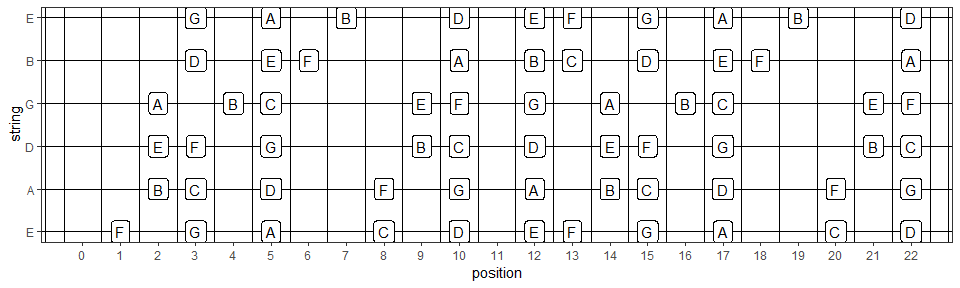 E G A B D E F G A B D
B D E F A B C D E F A
G A B C E F G A B C E F
D E F G B C D E F G B C
A B C D F G A B C D F G
E F G A C D E F G A C D
0 1 2 3 4 5 6 7 8 9 10 11 12 13 14 15 16 17 18 19 20 21 22
position
string